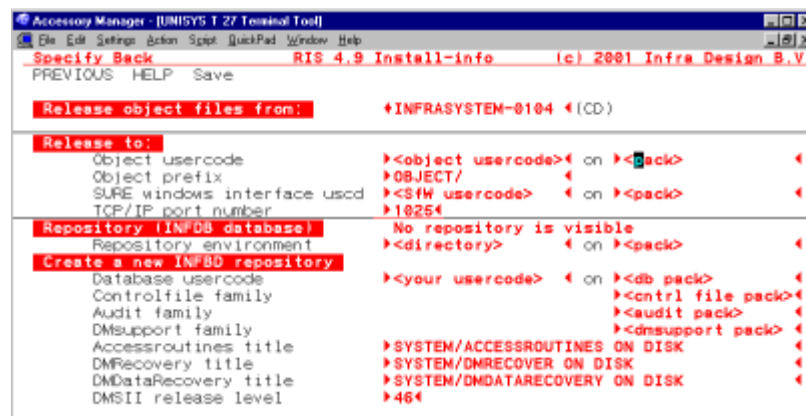 Accessory Manager - [UNISYS T 27 Terminal Tool]
File Edit Settings Action Script QuickPad Window Help
Specify Back RIS 4.9 Install-info (c) 2001 Infra Design B.V
PREVIOUS HELP Save
Release object files from: INFRASYSTEM-0104 (CD)
Release to:
Object usercode <object usercode> on <pack>
Object prefix OBJECT/
SURE windows interface uscd <SfW usercode> on <pack>
TCP/IP port number 1025
Repository (INFDB database) No repository is visible
Repository environment <directory> on <pack>
Create a new INFBD repository
Database usercode <your usercode> on <db pack>
Controlfile family <cntrl file pack>
Audit family <audit pack>
DMsupport family <dmsupport pack>
Accessroutines title SYSTEM/ACCESSROUTINES ON DISK
DMRecovery title SYSTEM/DMRECOVER ON DISK
DMDataRecovery title SYSTEM/DMDATARECOVERY ON DISK
DMSII release level 46